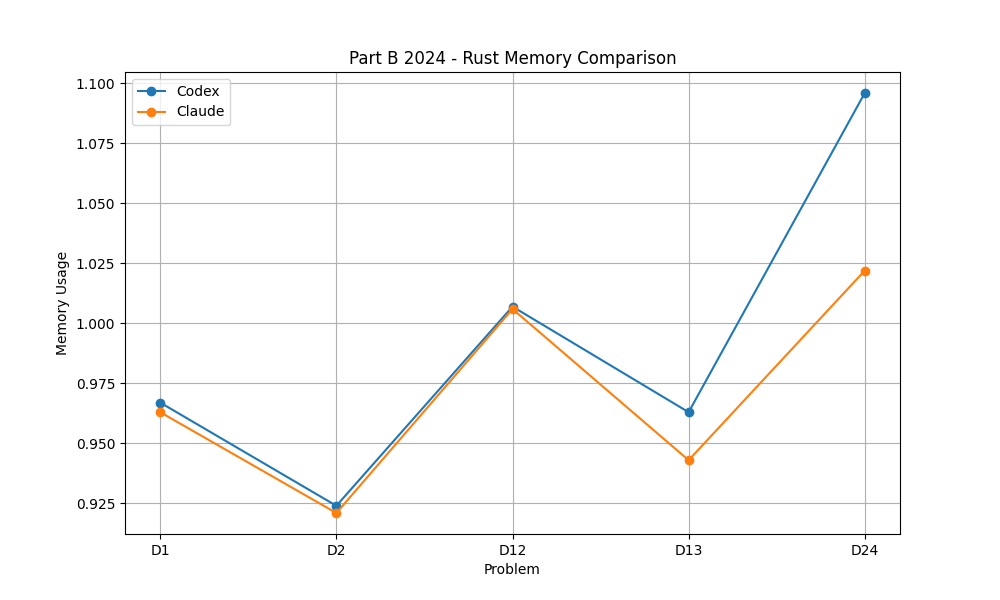 Part B 2024 - Rust Memory Comparison
Codex
Claude
1.100
1.075
1.050
1.025
1.000
0.975
0.950
0.925
Memory Usage
D1 D2 D12 D13 D24
Problem